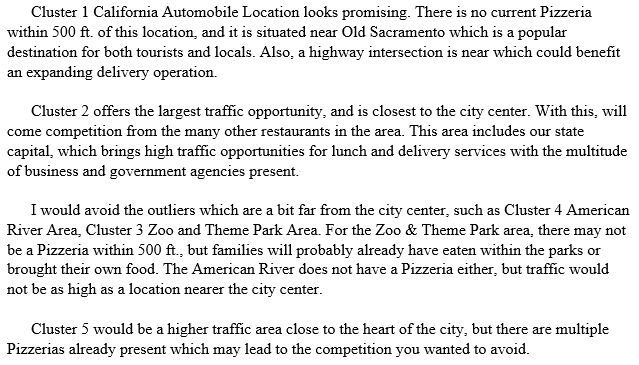 Cluster 1 California Automobile Location looks promising. There is no current Pizzeria
within 500 ft. of this location, and it is situated near Old Sacramento which is a popular
destination for both tourists and locals. Also, a highway intersection is near which could benefit
an expanding delivery operation.
Cluster 2 offers the largest traffic opportunity, and is closest to the city center. With this, will
come competition from the many other restaurants in the area. This area includes our state
capital, which brings high traffic opportunities for lunch and delivery services with the multitude
of business and government agencies present.
I would avoid the outliers which are a bit far from the city center, such as Cluster 4 American
River Area, Cluster 3 Zoo and Theme Park Area. For the Zoo & Theme Park area, there may not
be a Pizzeria within 500 ft., but families will probably already have eaten within the parks or
brought their own food. The American River does not have a Pizzeria either, but traffic would
not be as high as a location nearer the city center.
Cluster 5 would be a higher traffic area close to the heart of the city, but there are multiple
Pizzerias already present which may lead to the competition you wanted to avoid.